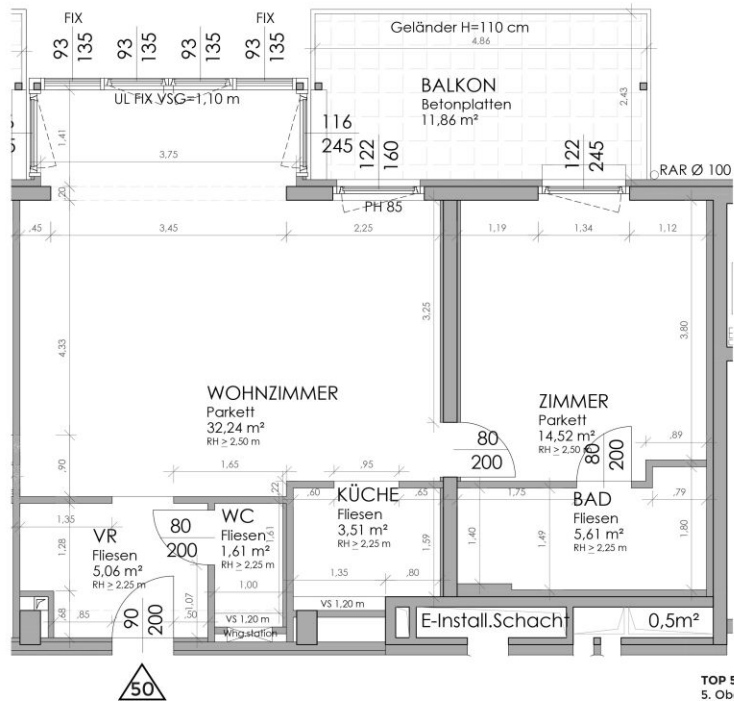 FIX
FIX
93
135
93
135
93
135
93
135
Geländer H=110 cm
4,86
BALKON
Betonplatten
11,86 m²
2,43
UL FIX VSG=1,10 m
1,41
3,75
116
245
122
160
122
245
RAR Ø 100
,20
PH 85
,45
3,45
2,25
1,19
1,34
1,12
3,25
3,80
4,33
WOHNZIMMER
Parkett
32,24 m²
RH ≥ 2,50 m
ZIMMER
Parkett
14,52 m²
RH ≥ 2,50 m
80
200
80
200
,89
,90
1,65
,95
,22
,60
,65
1,75
,79
KÜCHE
Fliesen
3,51 m²
RH ≥ 2,25 m
BAD
Fliesen
5,61 m²
RH ≥ 2,25 m
1,35
VR
Fliesen
5,06 m²
RH ≥ 2,25 m
80
200
WC
Fliesen
1,61 m²
RH ≥ 2,25 m
1,61
1,28
1,59
1,40
1,49
1,80
1,00
1,35
,80
1,07
,68
,85
90
200
,50
VS 1,20 m
VS 1,20 m
Whg.station
E-Install.Schacht
0,5m²
50
TOP 5
5. Ob